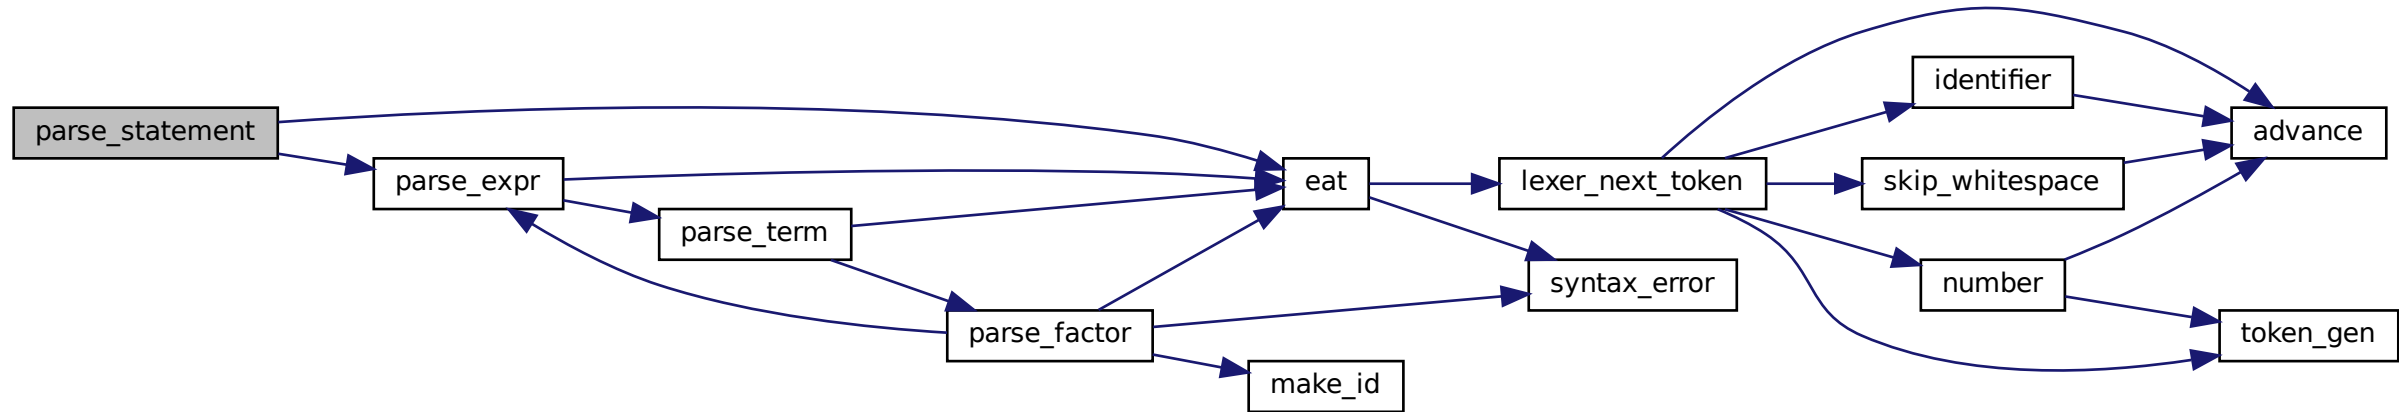 parse_statement
parse_expr
parse_term
parse_factor
eat
make_id
lexer_next_token
syntax_error
identifier
skip_whitespace
number
advance
token_gen